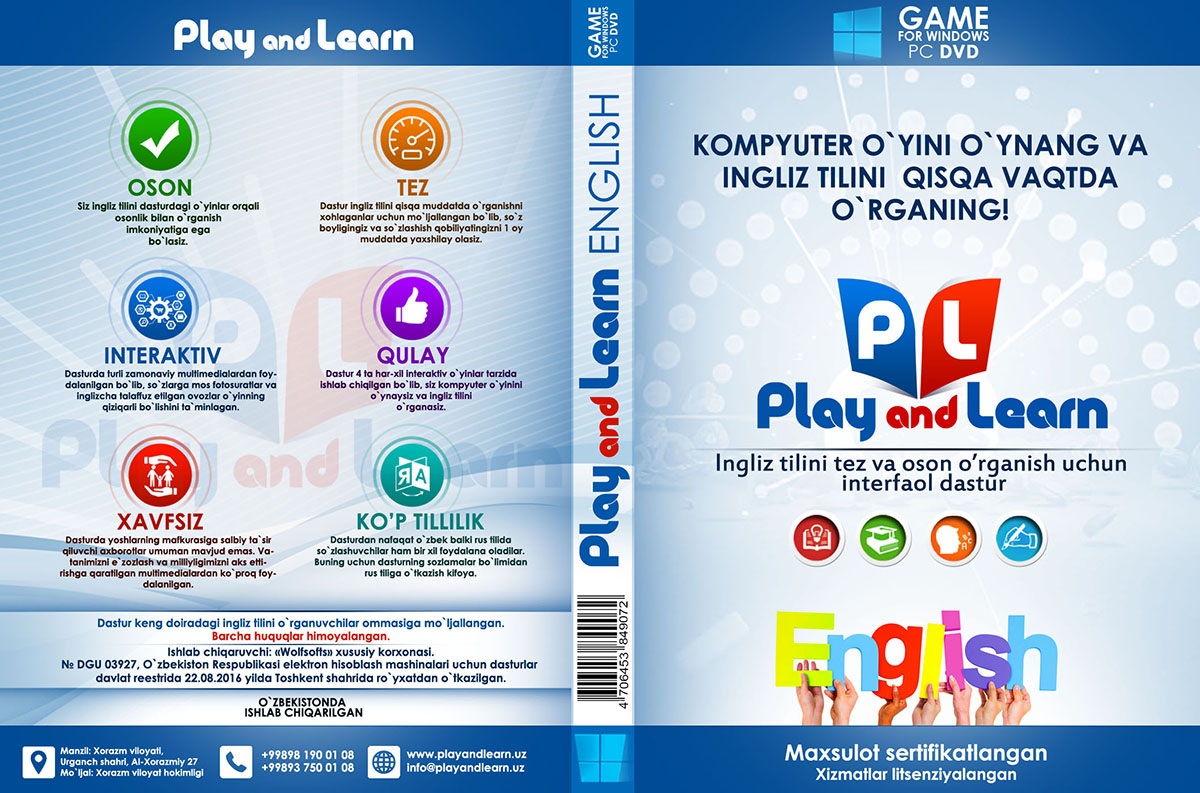 Play and Learn
OSON
Siz ingliz tilini dasturdagi o`yinlar orqali
osonlik bilan o`rganish
imkoniyatiga ega
bo`lasiz.
TEZ
Dastur ingliz tilini qisqa muddatda o`rganishni
xohlaganlar uchun mo`ljallangan bo`lib, so`z
boyligingiz va so`zlashish qobiliyatingizni 1 oy
muddatda yaxshilay olasiz.
INTERAKTIV
Dasturda turli zamonaviy multimedialardan foy-
dalanilgan bo`lib, so`zlarga mos fotosuratlar va
inglizcha talaffuz etilgan ovozlar o`yinning
qiziqarli bo`lishini ta`minlagan.
QULAY
Dastur 4 ta har-xil interaktiv o`yinlar tarzida
ishlab chiqilgan bo`lib, siz kompyuter o`yinini
o`ynaysiz va ingliz tilini
o`rganasiz.
PL
Play and Learn
XAVFSIZ
Dasturda yoshlarning mafkurasiga salbiy ta`sir
qiluvchi axborotlar umuman mavjud emas. Va-
tanimizni e`zozlash va milliyligimizni aks etti-
rishga qaratilgan multimedialardan ko`proq foy-
dalanilgan.
KO’P TILLILIK
Dasturdan nafaqat o`zbek balki rus tilida
so`zlashuvchilar ham bir xil foydalana oladilar.
Buning uchun dasturning sozlamalar bo`limidan
rus tiliga o`tkazish kifoya.
Dastur keng doiradagi ingliz tilini o`rganuvchilar ommasiga mo`ljallangan.
Barcha huquqlar himoyalangan.
Ishlab chiqaruvchi: «Wolfsofts» xususiy korxonasi.
№ DGU 03927, O`zbekiston Respublikasi elektron hisoblash mashinalari uchun dasturlar
davlat reestrida 22.08.2016 yilda Toshkent shahrida ro`yxatdan o`tkazilgan.
O`ZBEKISTONDA
ISHLAB CHIQARILGAN
Manzil: Xorazm viloyati,
Urganch shahri, Al-Xorazmiy 27
Mo`ljal: Xorazm viloyat hokimligi
+99898 190 01 08
+99893 750 01 08
www.playandlearn.uz
info@playandlearn.uz
GAME
FOR WINDOWS
PC DVD
Play and Learn ENGLISH
4 706453 849072
GAME
FOR WINDOWS
PC DVD
KOMPYUTER O`YINI O`YNANG VA
INGLIZ TILINI QISQA VAQTDA
O`RGANING!
PL
Play and Learn
Ingliz tilini tez va oson o’rganish uchun
interfaol dastur
English
Maxsulot sertifikatlangan
Xizmatlar litsenziyalangan